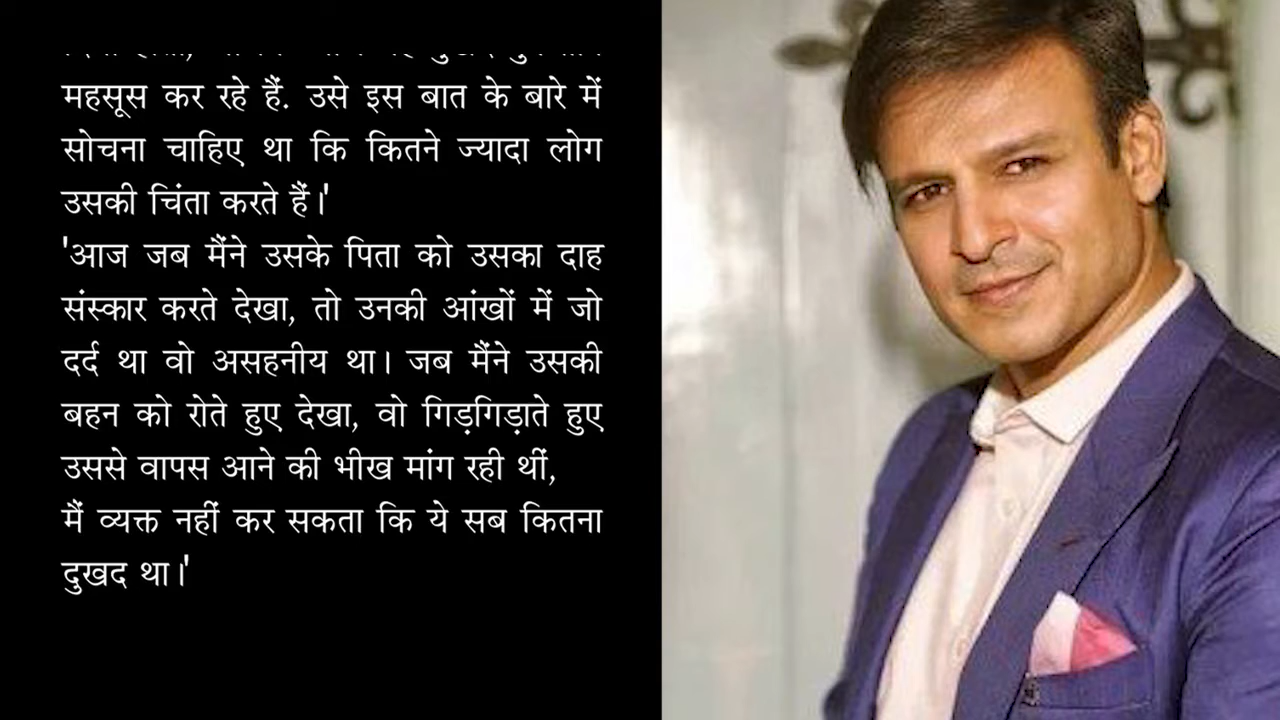 महसूस कर रहे हैं. उसे इस बात के बारे में
सोचना चाहिए था कि कितने ज्यादा लोग
उसकी चिंता करते हैं।'
'आज जब मैंने उसके पिता को उसका दाह
संस्कार करते देखा, तो उनकी आंखों में जो
दर्द था वो असहनीय था। जब मैंने उसकी
बहन को रोते हुए देखा, वो गिड़गिड़ाते हुए
उससे वापस आने की भीख मांग रही थीं,
मैं व्यक्त नहीं कर सकता कि ये सब कितना
दुखद था।'